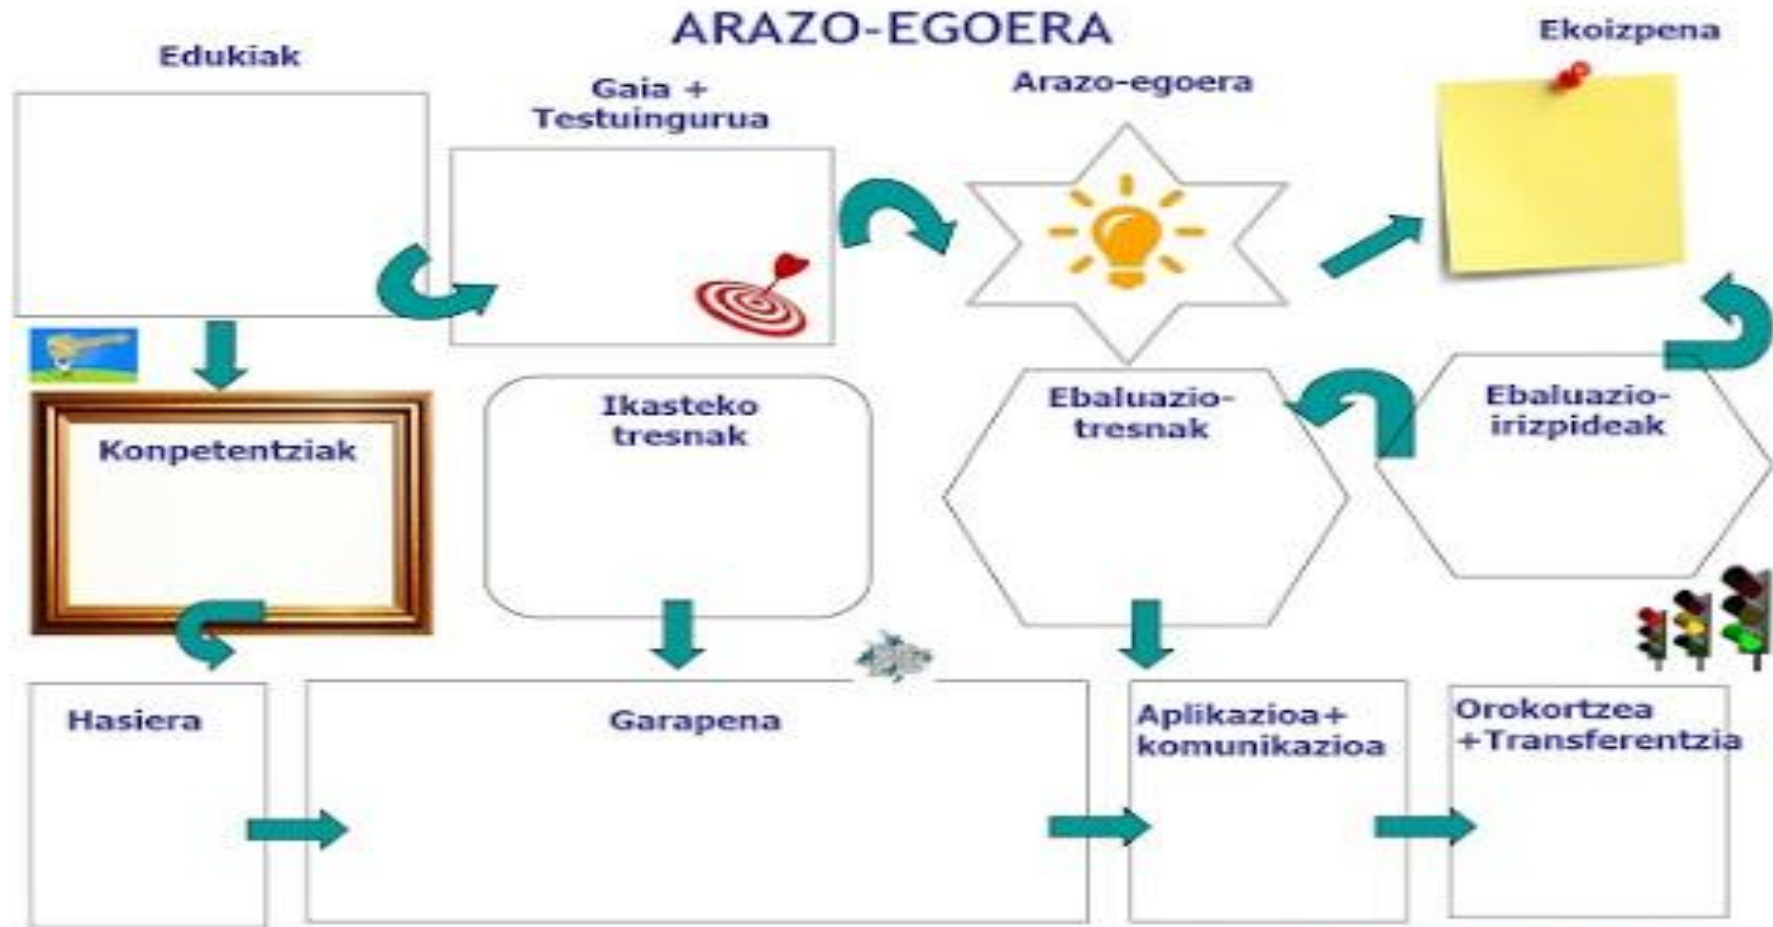 ARAZO-EGOERA
Edukiak
Gaia +
Testuingurua
Arazo-egoera
Ekoizpena
Konpetentziak
Ikasteko
tresnak
Ebaluazio-
tresnak
Ebaluazio-
irizpideak
Hasiera
Garapena
Aplikazioa+
komunikazioa
Orokortzea
+Transferentzia